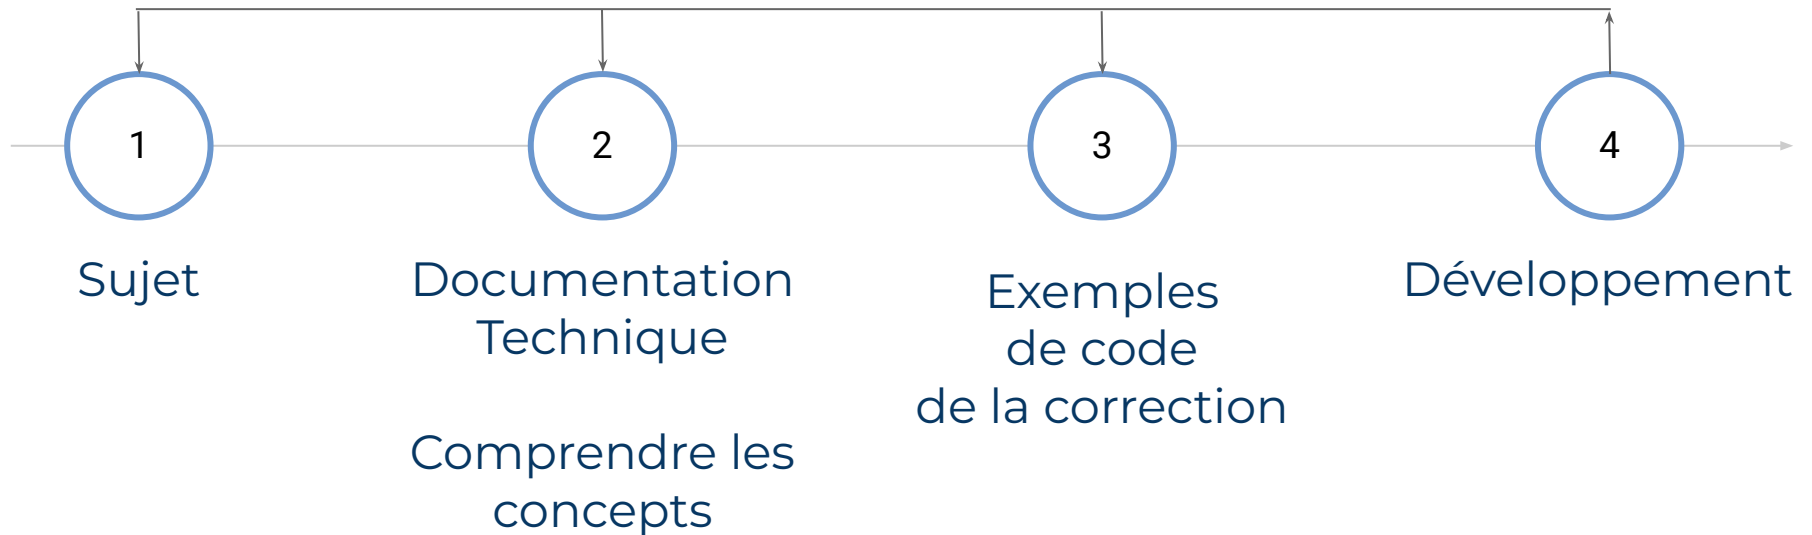 1
2
3
4
Sujet
Documentation
Technique
Comprendre les
concepts
Exemples
de code
de la correction
Développement